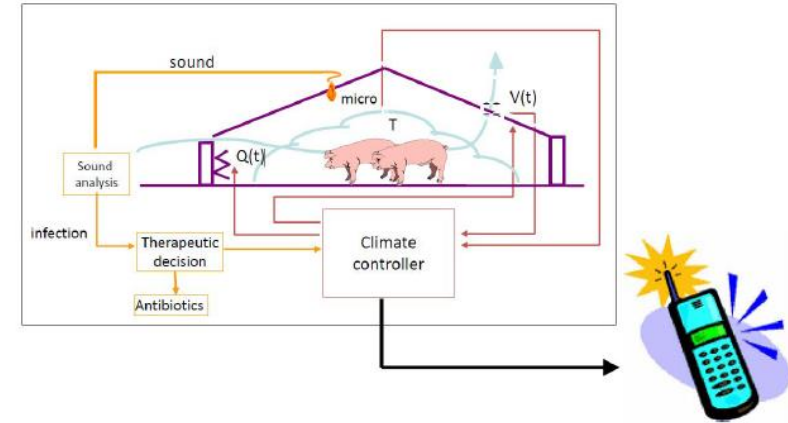 sound
micro
V(t)
T
Q(t)
Sound
analysis
infection
Therapeutic
decision
Climate
controller
Antibiotics